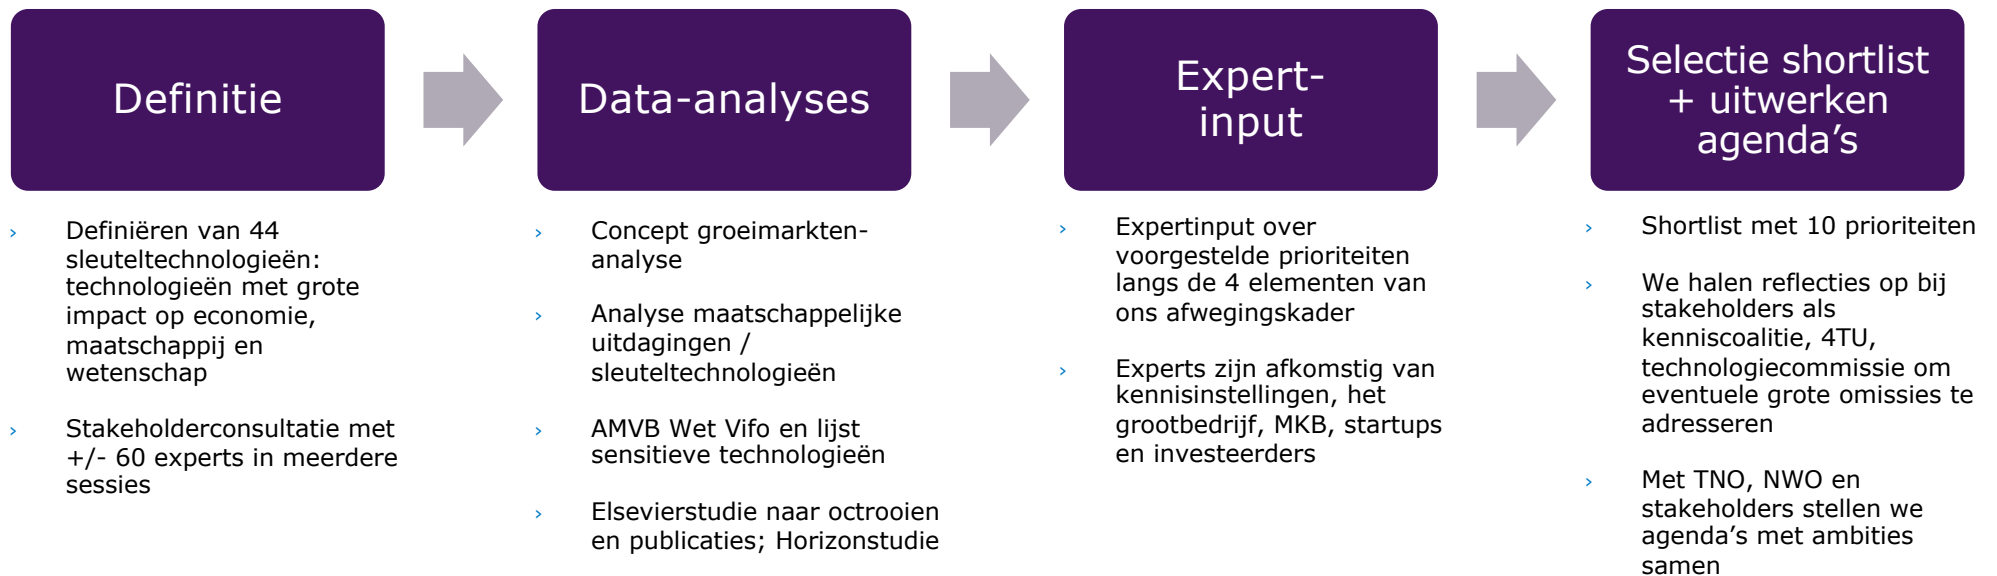 Definitie
Definiëren van 44
sleuteltechnologieën:
technologieën met grote
impact op economie,
maatschappij en
wetenschap
Stakeholderconsultatie met
+/- 60 experts in meerdere
sessies
Data-analyses
Concept groeimarkten-
analyse
Analyse maatschappelijke
uitdagingen /
sleuteltechnologieën
AMVB Wet Vifo en lijst
sensitieve technologieën
Elsevierstudie naar octrooien
en publicaties; Horizonstudie
Expert-
input
Expertinput over
voorgestelde prioriteiten
langs de 4 elementen van
ons afwegingskader
Experts zijn afkomstig van
kennisinstellingen, het
grootbedrijf, MKB, startups
en investeerders
Selectie shortlist
+ uitwerken
agenda’s
Shortlist met 10 prioriteiten
We halen reflecties op bij
stakeholders als
kenniscoalitie, 4TU,
technologiecommissie om
eventuele grote omissies te
adresseren
Met TNO, NWO en
stakeholders stellen we
agenda’s met ambities
samen